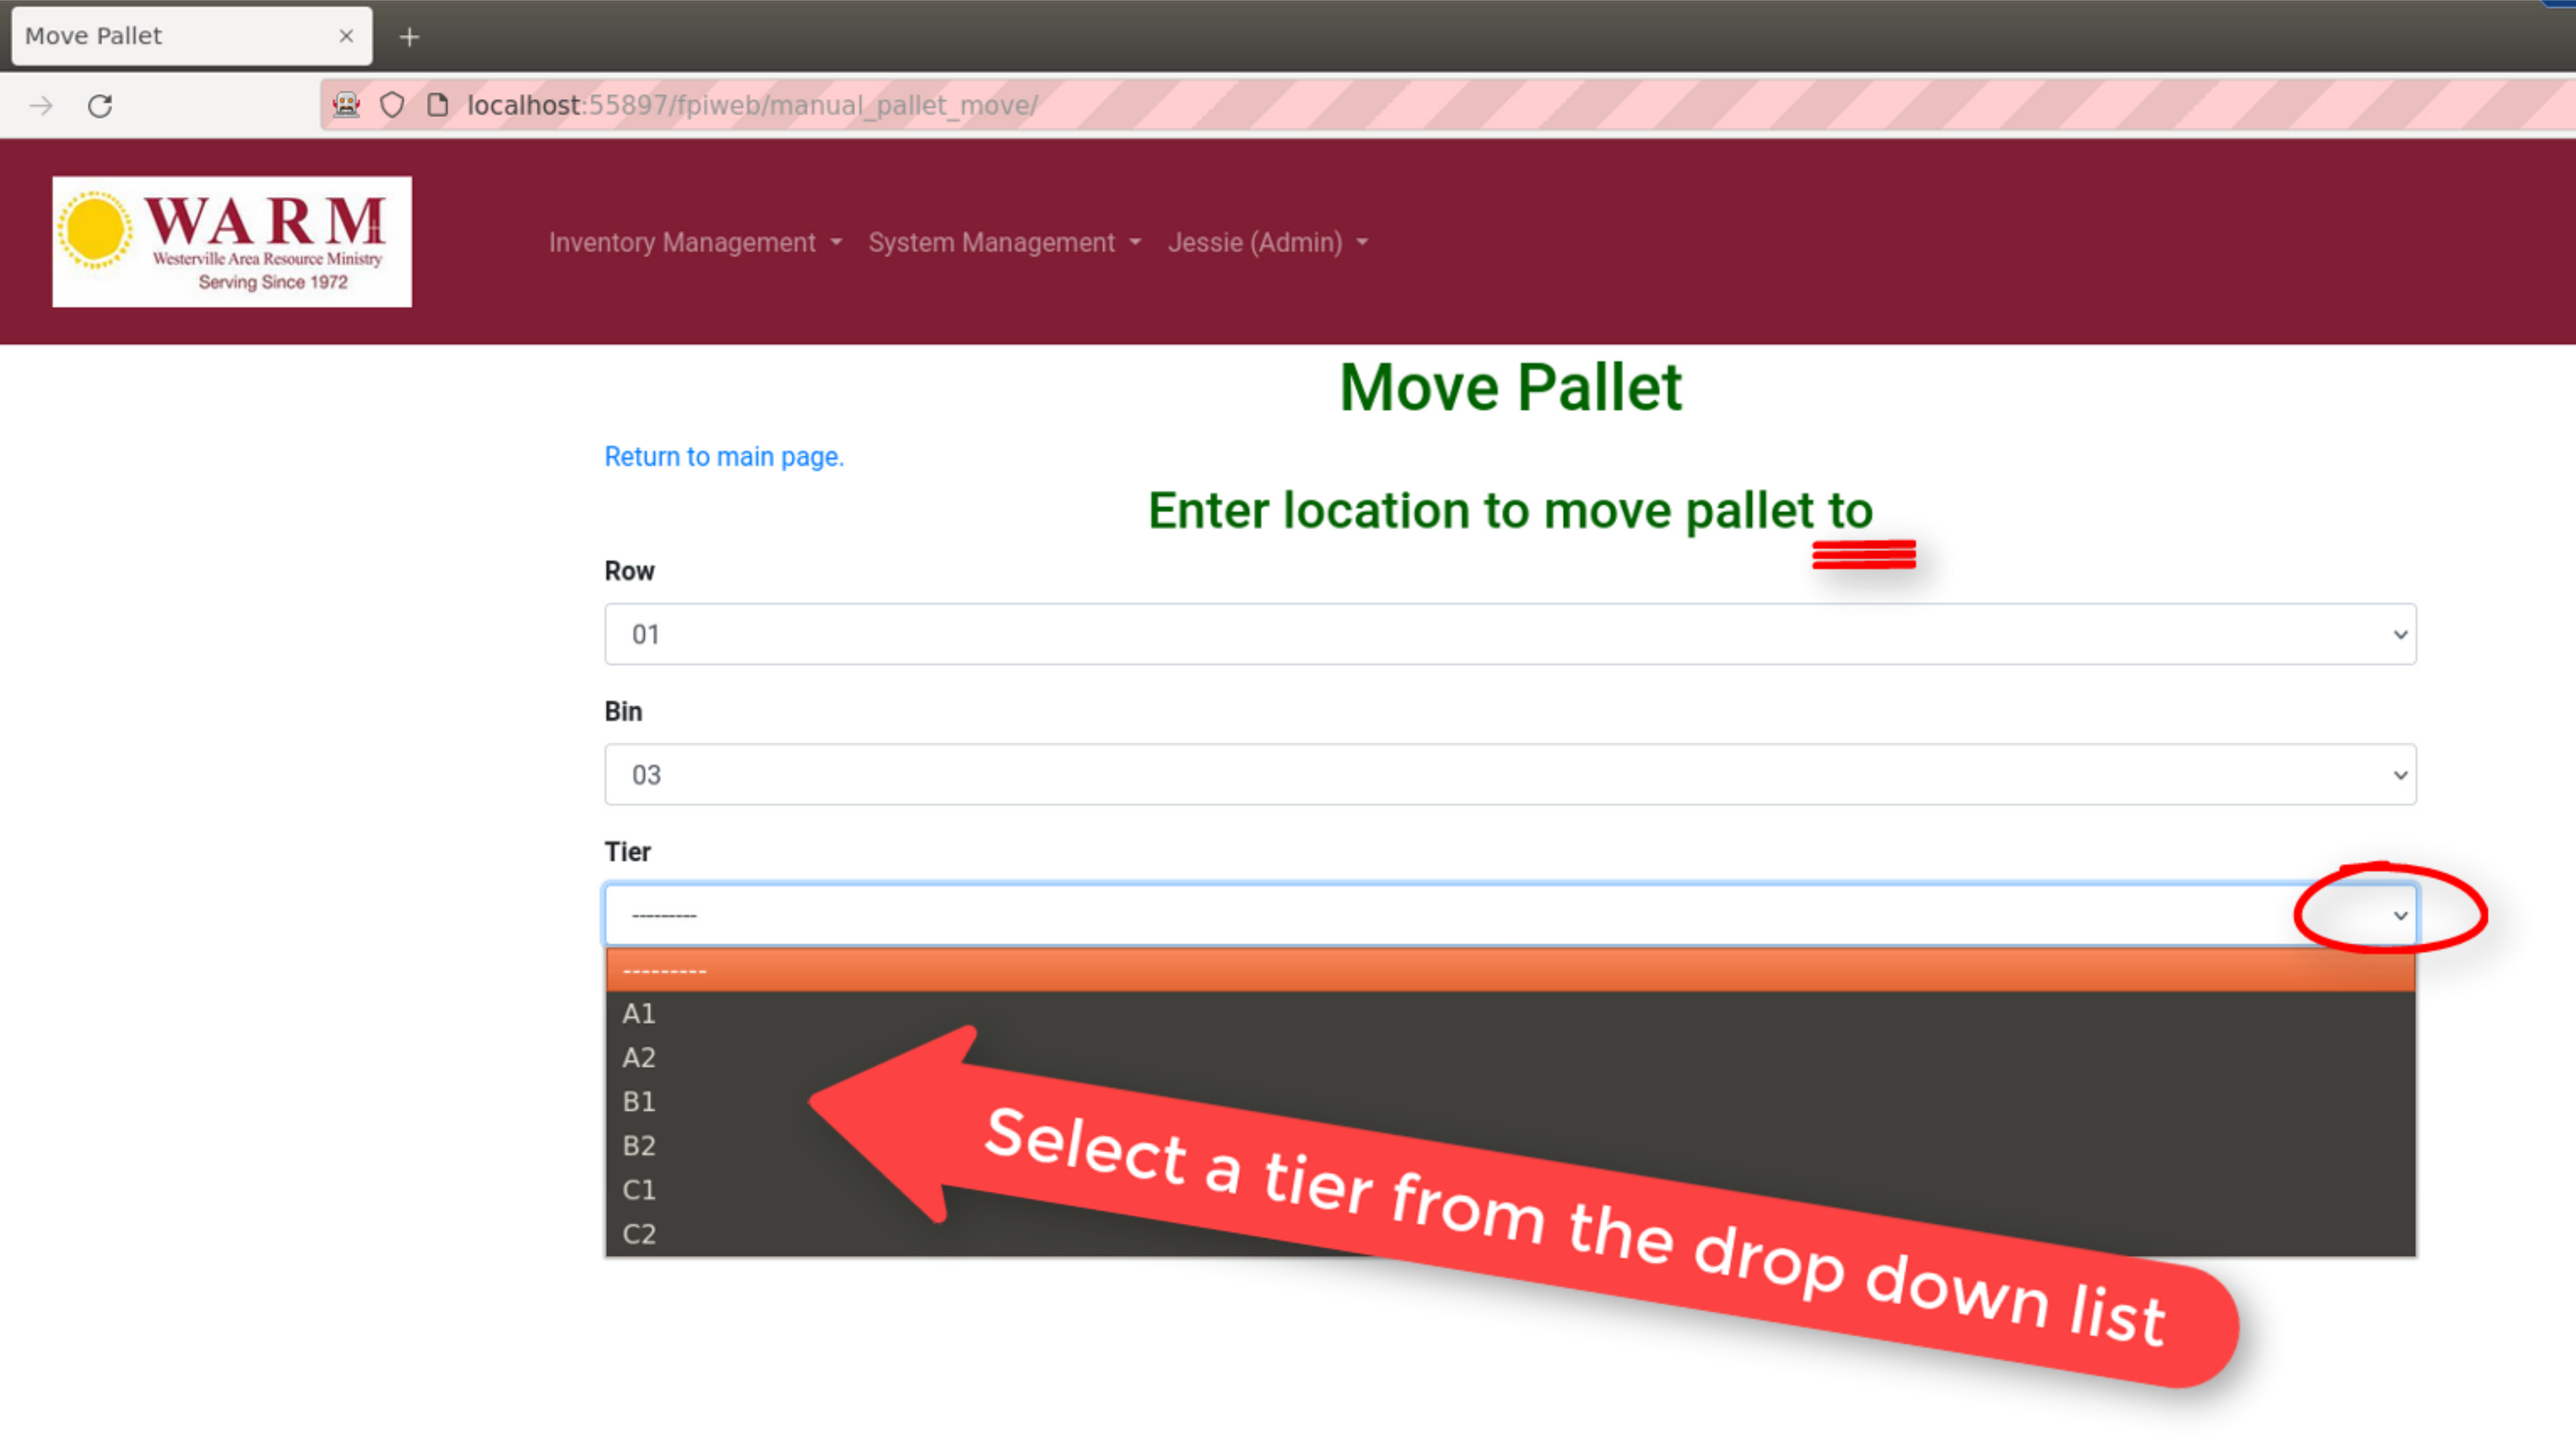 Move Pallet
localhost:55897/fpiweb/manual_pallet_move/
WARM
Westerville Area Resource Ministry
Serving Since 1972
Inventory Management
System Management
Jessie (Admin)
Move Pallet
Return to main page.
Enter location to move pallet to
Row
01
Bin
03
Tier
---------
---------
A1
A2
B1
B2
C1
C2
Select a tier from the drop down list